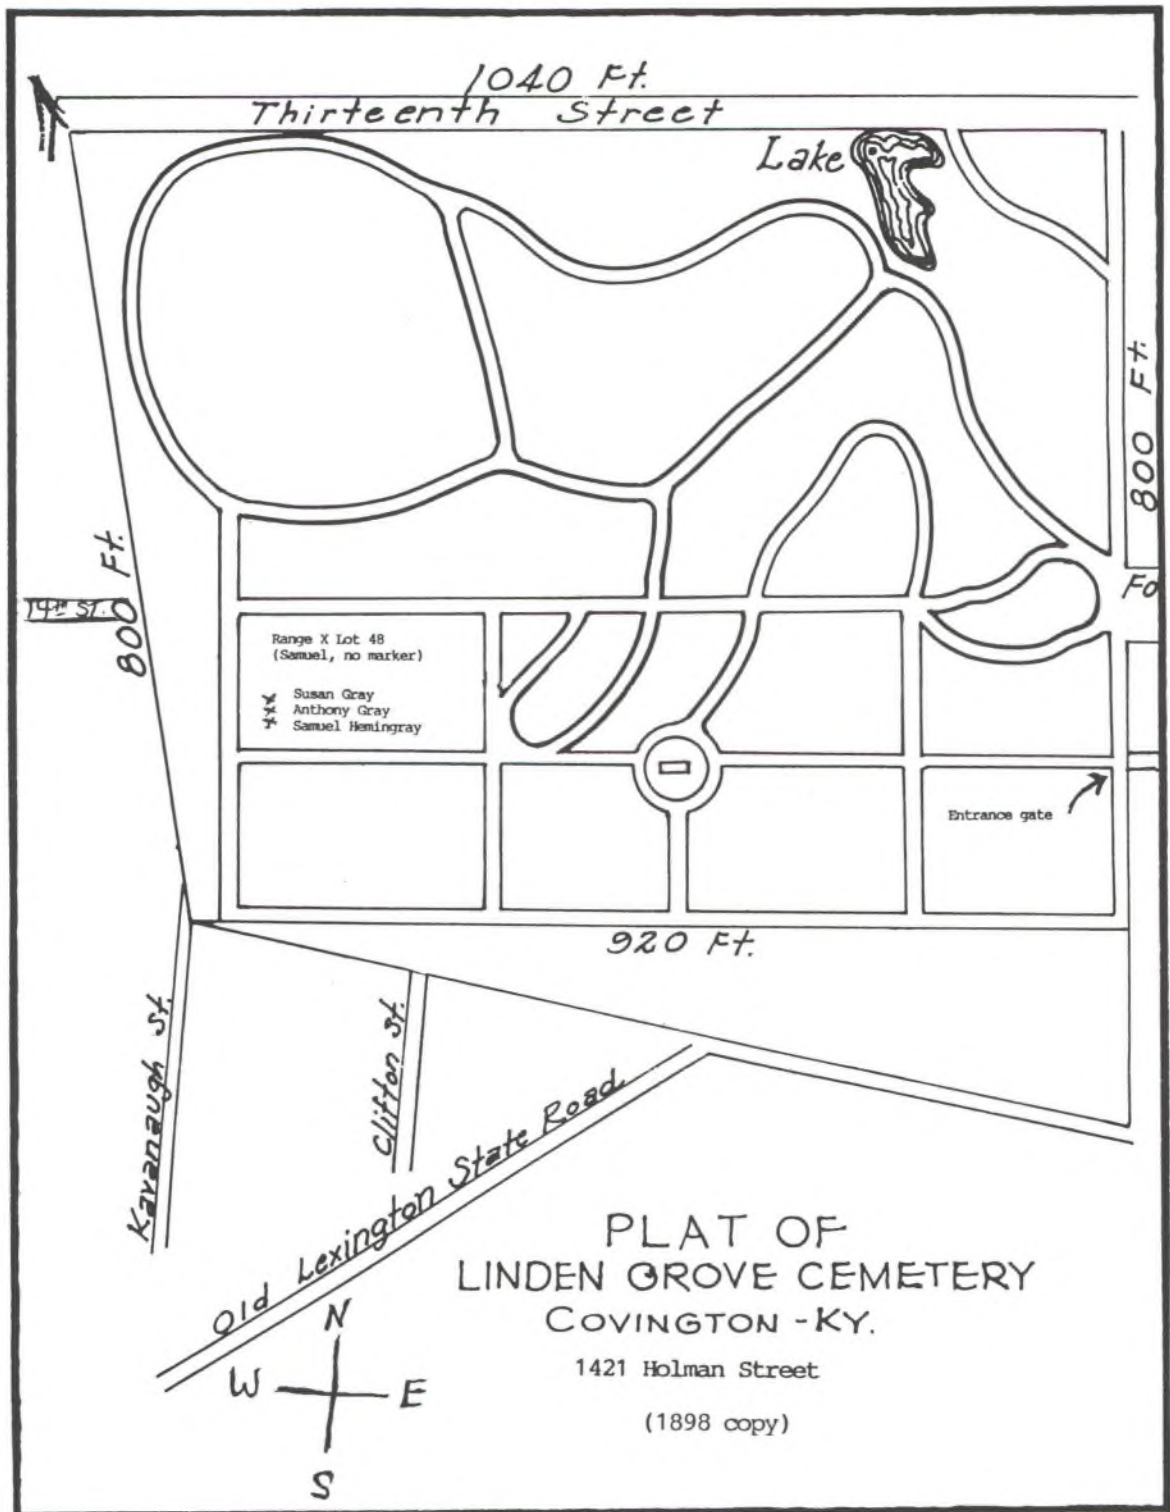 1040 Ft.
Thirteenth Street
Lake
800 Ft.
Fo
14th St.
800 Ft.
Range X Lot 48
(Samuel, no marker)
xxx
Susan Gray
Anthony Gray
Samuel Hemingray
Entrance gate
920 Ft.
Kavanaugh St.
Clifton St.
Old Lexington State Road
PLAT OF
LINDEN GROVE CEMETERY
COVINGTON - KY.
1421 Holman Street
(1898 copy)
N
W E
S